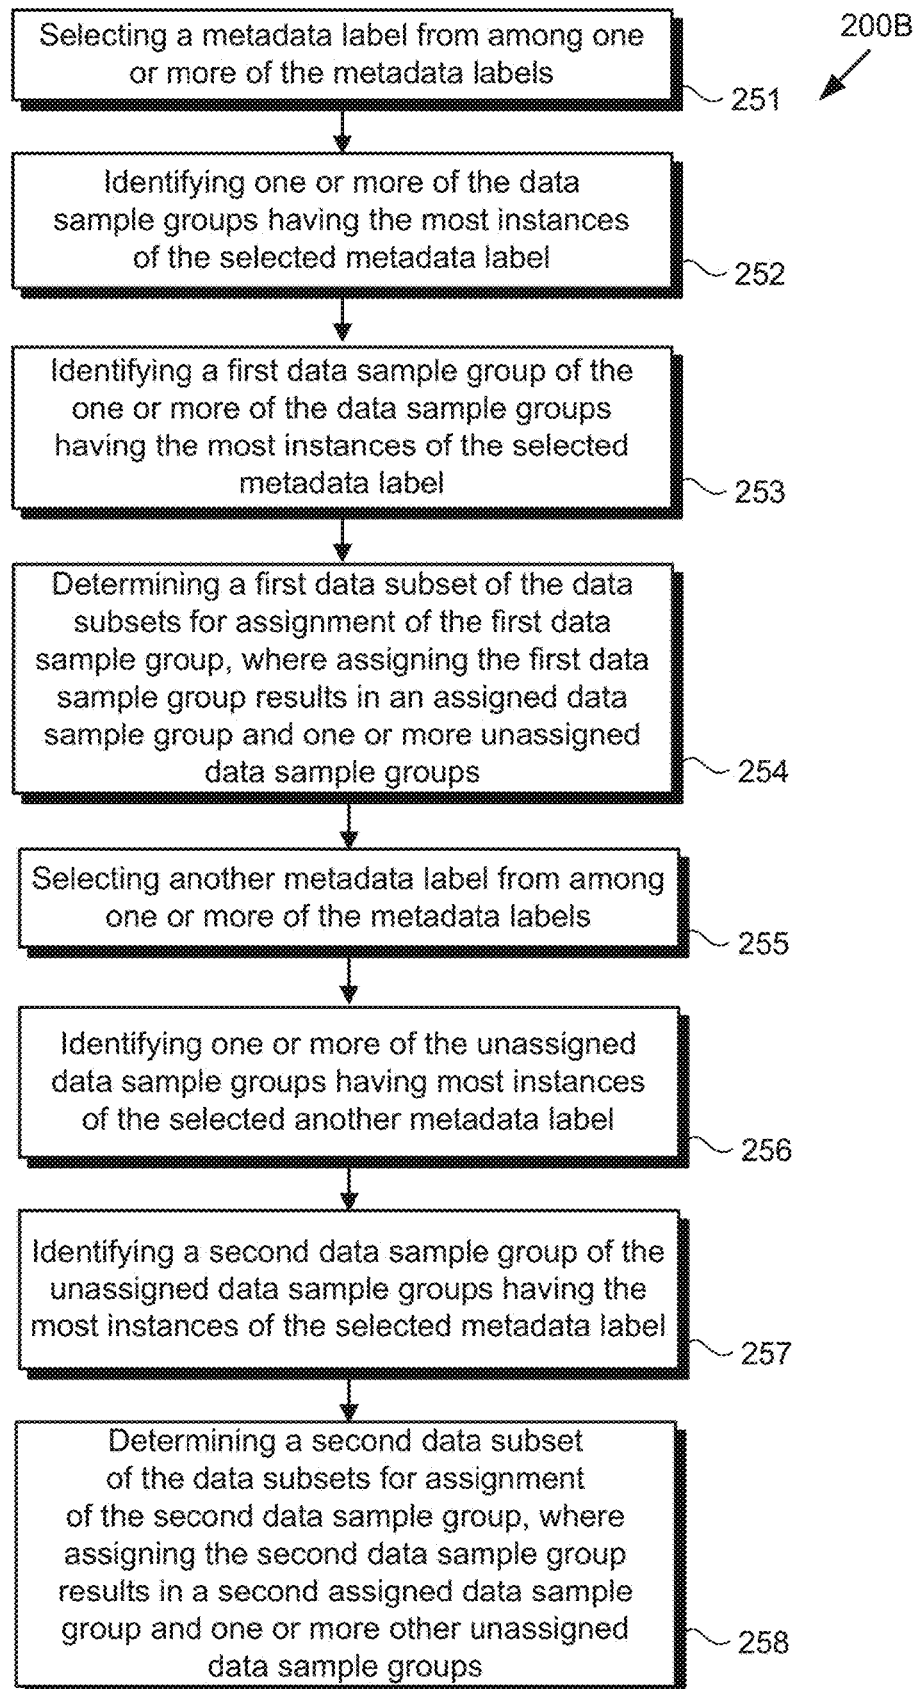 200B
Selecting a metadata label from among one
or more of the metadata labels
251
Identifying one or more of the data
sample groups having the most instances
of the selected metadata label
252
Identifying a first data sample group of the
one or more of the data sample groups
having the most instances of the selected
metadata label
253
Determining a first data subset of the data
subsets for assignment of the first data
sample group, where assigning the first data
sample group results in an assigned data
sample group and one or more unassigned
data sample groups
254
Selecting another metadata label from among
one or more of the metadata labels
255
Identifying one or more of the unassigned
data sample groups having most instances
of the selected another metadata label
256
Identifying a second data sample group of the
unassigned data sample groups having the
most instances of the selected metadata label
257
Determining a second data subset
of the data subsets for assignment
of the second data sample group, where
assigning the second data sample group
results in a second assigned data sample
group and one or more other unassigned
data sample groups
258